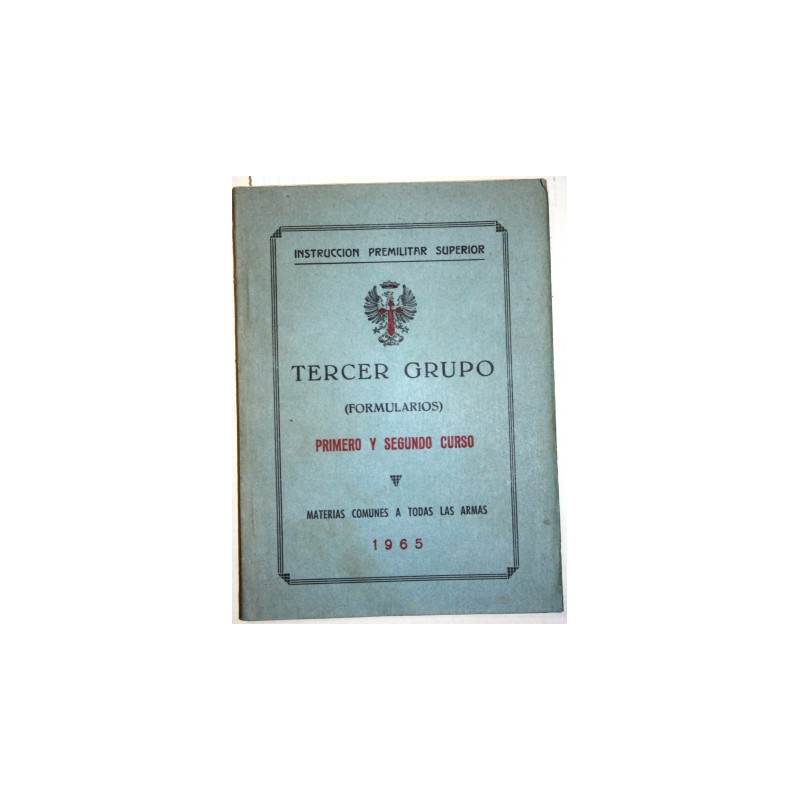 INSTRUCCION PREMILITAR SUPERIOR
TERCER GRUPO
(FORMULARIOS)
PRIMERO Y SEGUNDO CURSO
MATERIAS COMUNES A TODAS LAS ARMAS
1965